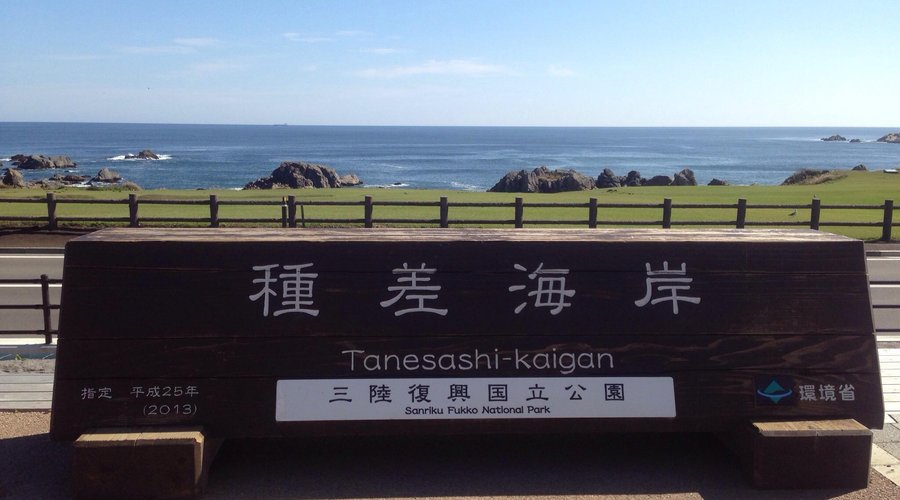 種差海岸
Tanesashi-kaigan
三陸復興国立公園
Sanriku Fukko National Park
指定 平成25年
(2013)
環境省